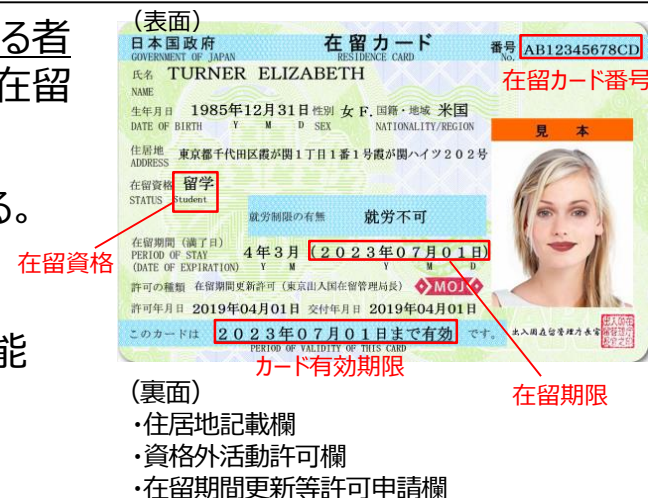 る者
在留
る。
能
(表面)
日本国政府 在留カード 番号 AB12345678CD
GOVERNMENT OF JAPAN RESIDENCE CARD No.
在留カード番号
氏名 TURNER ELIZABETH
NAME
生年月日 1985年12月31日 性別 女 F. 国籍・地域 米国
DATE OF BIRTH Y M D SEX NATIONALITY/REGION
見 本
住居地 東京都千代田区霞が関1丁目1番1号霞が関ハイツ202号
ADDRESS
在留資格 留学
STATUS Student
就労制限の有無 就労不可
在留資格
在留期間(満了日) 4年3月(2023年07月01日)
PERIOD OF STAY Y M Y M D
(DATE OF EXPIRATION)
許可の種類 在留期間更新許可(東京出入国在留管理局長) MOJ
許可年月日 2019年04月01日 交付年月日 2019年04月01日
このカードは 2023年07月01日まで有効 です。
PERIOD OF VALIDITY OF THIS CARD
出入国在留管理庁長官
カード有効期限
在留期限
(裏面)
・住居地記載欄
・資格外活動許可欄
・在留期間更新等許可申請欄